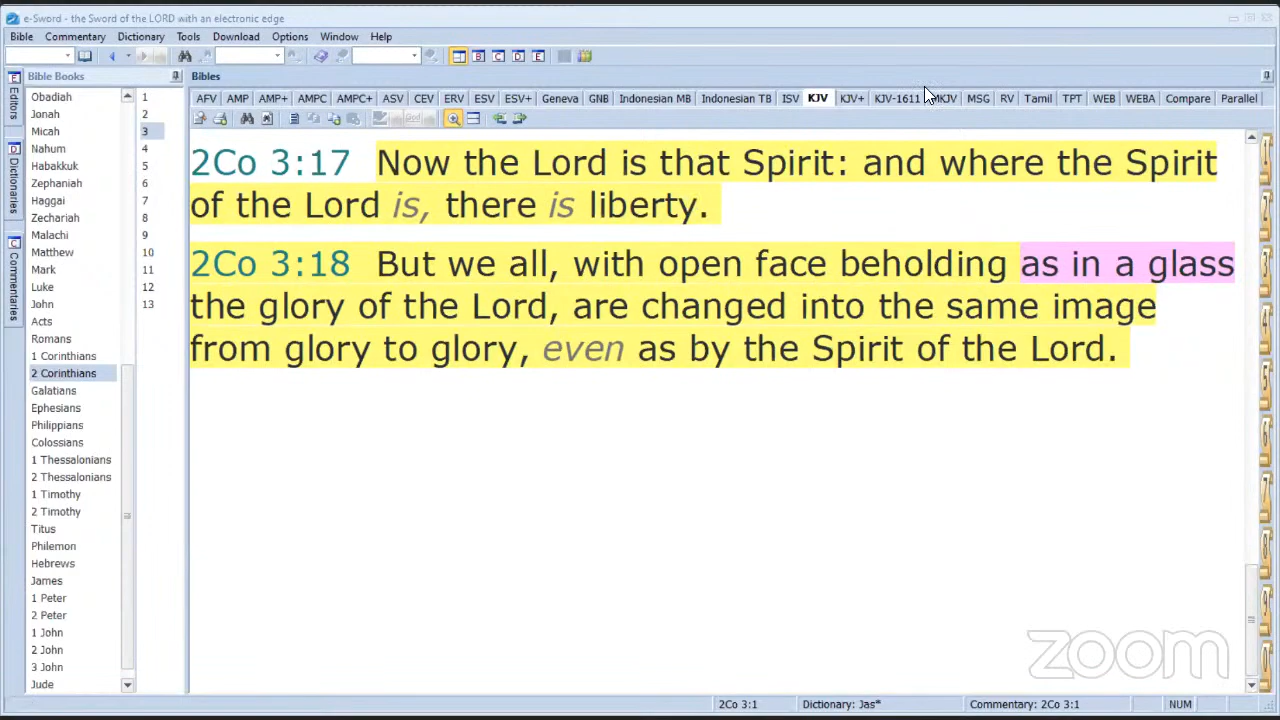 e-Sword - the Sword of the LORD with an electronic edge
Bible Commentary Dictionary Tools Download Options Window Help
B C D E
Bible Books
Bibles
AFV AMP AMP+ AMPC AMPC+ ASV CEV ERV ESV ESV+ Geneva GNB Indonesian MB Indonesian TB ISV KJV KJV+ KJV-1611 MKJV MSG RV Tamil TPT WEB WEBA Compare Parallel
Editors
Dictionaries
Commentaries
Obadiah 1
Jonah 2
Micah 3
Nahum 4
Habakkuk 5
Zephaniah 6
Haggai 7
Zechariah 8
Malachi 9
Matthew 10
Mark 11
Luke 12
John 13
Acts
Romans
1 Corinthians
2 Corinthians
Galatians
Ephesians
Philippians
Colossians
1 Thessalonians
2 Thessalonians
1 Timothy
2 Timothy
Titus
Philemon
Hebrews
James
1 Peter
2 Peter
1 John
2 John
3 John
Jude
2Co 3:17 Now the Lord is that Spirit: and where the Spirit
of the Lord is, there is liberty.
2Co 3:18 But we all, with open face beholding as in a glass
the glory of the Lord, are changed into the same image
from glory to glory, even as by the Spirit of the Lord.
zoom
2Co 3:1 Dictionary: Jas* Commentary: 2Co 3:1 NUM